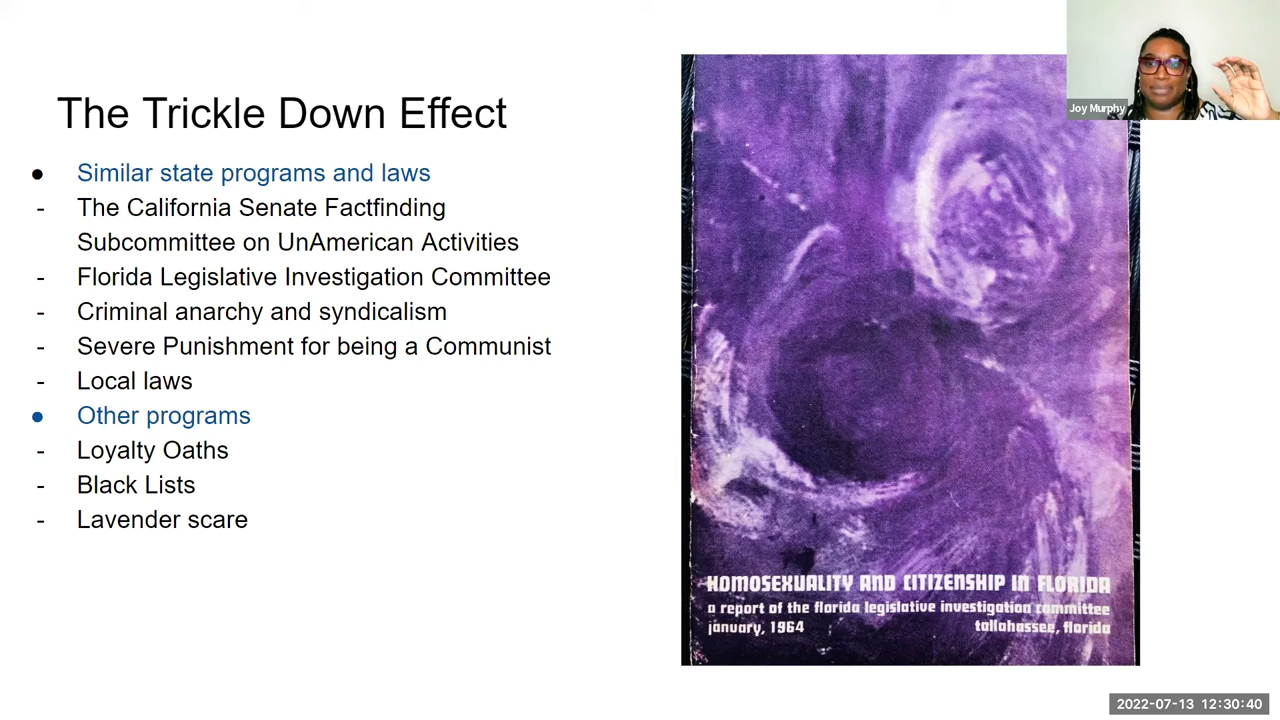 The Trickle Down Effect
● Similar state programs and laws
- The California Senate Factfinding
Subcommittee on UnAmerican Activities
- Florida Legislative Investigation Committee
- Criminal anarchy and syndicalism
- Severe Punishment for being a Communist
- Local laws
● Other programs
- Loyalty Oaths
- Black Lists
- Lavender scare
Joy Murphy
HOMOSEXUALITY AND CITIZENSHIP IN FLORIDA
a report of the florida legislative investigation committee
january, 1964 tallahassee, florida
2022-07-13 12:30:40